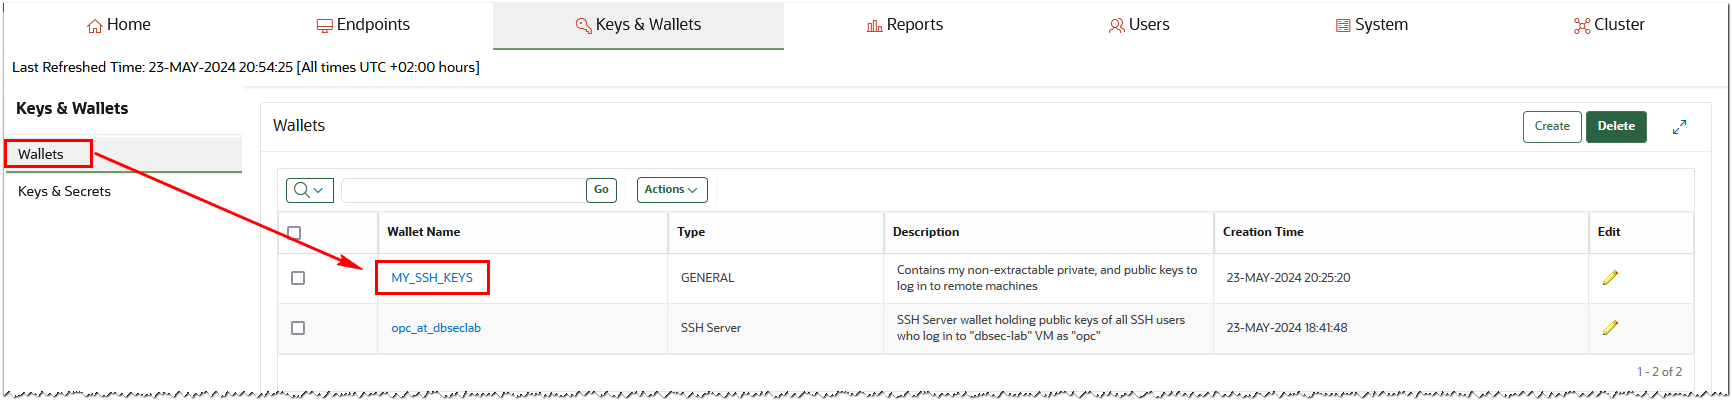 Home
Endpoints
Keys & Wallets
Reports
Users
System
Cluster
Last Refreshed Time: 23-MAY-2024 20:54:25 [All times UTC +02:00 hours]
Keys & Wallets
Wallets
Keys & Secrets
Wallets
Create
Delete
Go
Actions
Wallet Name
Type
Description
Creation Time
Edit
MY_SSH_KEYS
GENERAL
Contains my non-extractable private, and public keys to
log in to remote machines
23-MAY-2024 20:25:20
opc_at_dbseclab
SSH Server
SSH Server wallet holding public keys of all SSH users
who log in to "dbsec-lab" VM as "opc"
23-MAY-2024 18:41:48
1 - 2 of 2